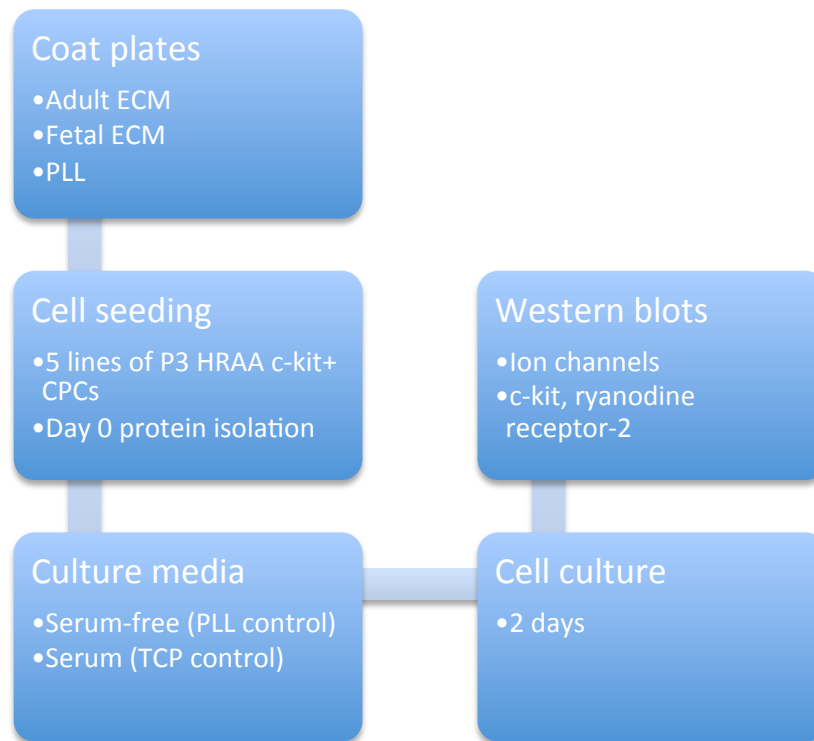 Coat plates
•Adult ECM
•Fetal ECM
•PLL
Cell seeding
•5 lines of P3 HRAA c-kit+
CPCs
•Day 0 protein isolation
Culture media
•Serum-free (PLL control)
•Serum (TCP control)
Cell culture
•2 days
Western blots
•Ion channels
•c-kit, ryanodine
receptor-2